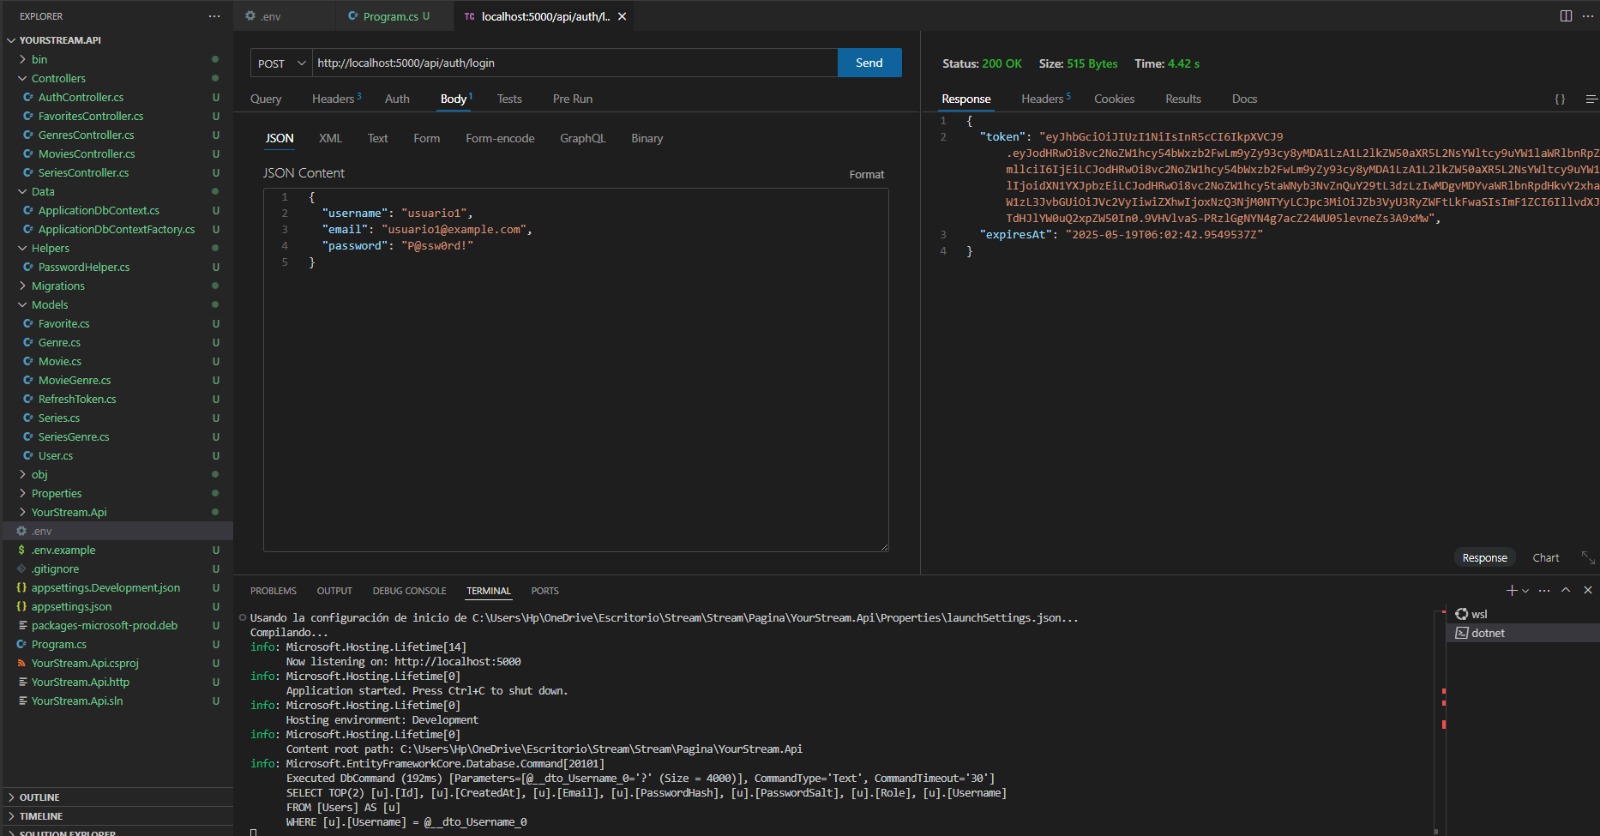 EXPLORER
YOURSTREAM.API
bin
Controllers
AuthController.cs U
FavoritesController.cs U
GenresController.cs U
MoviesController.cs U
SeriesController.cs U
Data
ApplicationDbContext.cs U
ApplicationDbContextFactory.cs U
Helpers
PasswordHelper.cs U
Migrations
Models
Favorite.cs U
Genre.cs U
Movie.cs U
MovieGenre.cs U
RefreshToken.cs U
Series.cs U
SeriesGenre.cs U
User.cs U
obj
Properties
YourStream.Api
.env
.env.example U
.gitignore U
appsettings.Development.json U
appsettings.json U
packages-microsoft-prod.deb U
Program.cs U
YourStream.Api.csproj U
YourStream.Api.http U
YourStream.Api.sln U
OUTLINE
TIMELINE
SOLUTION EXPLORER
.env
Program.cs U
TC localhost:5000/api/auth/l..
POST http://localhost:5000/api/auth/login Send
Query Headers 3 Auth Body 1 Tests Pre Run
JSON XML Text Form Form-encode GraphQL Binary
JSON Content Format
1 {
2 "username": "usuario1",
3 "email": "usuario1@example.com",
4 "password": "P@ssw0rd!"
5 }
Status: 200 OK Size: 515 Bytes Time: 4.42 s
Response Headers 5 Cookies Results Docs {}
1 {
2 "token": "eyJhbGciOiJIUzI1NiIsInR5cCI6IkpXVCJ9
3 "expiresAt": "2025-05-19T06:02:42.9549537Z"
4 }
Response Chart
PROBLEMS OUTPUT DEBUG CONSOLE TERMINAL PORTS
Usando la configuración de inicio de C:\Users\Hp\OneDrive\Escritorio\Stream\Stream\Pagina\YourStream.Api\Properties\launchSettings.json...
Compilando...
info: Microsoft.Hosting.Lifetime[14]
Now listening on: http://localhost:5000
info: Microsoft.Hosting.Lifetime[0]
Application started. Press Ctrl+C to shut down.
info: Microsoft.Hosting.Lifetime[0]
Hosting environment: Development
info: Microsoft.Hosting.Lifetime[0]
Content root path: C:\Users\Hp\OneDrive\Escritorio\Stream\Stream\Pagina\YourStream.Api
info: Microsoft.EntityFrameworkCore.Database.Command[20101]
Executed DbCommand (192ms) [Parameters=[@__dto_Username_0='?' (Size = 4000)], CommandType='Text', CommandTimeout='30']
SELECT TOP(2) [u].[Id], [u].[CreatedAt], [u].[Email], [u].[PasswordHash], [u].[PasswordSalt], [u].[Role], [u].[Username]
FROM [Users] AS [u]
WHERE [u].[Username] = @__dto_Username_0
wsl
dotnet